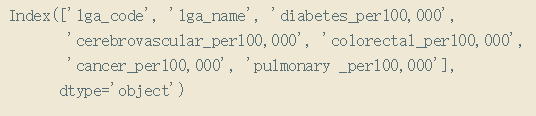 Index(['lga_code', 'lga_name', 'diabetes_per100,000',
'cerebrovascular_per100,000', 'colorectal_per100,000',
'cancer_per100,000', 'pulmonary _per100,000'],
dtype='object')